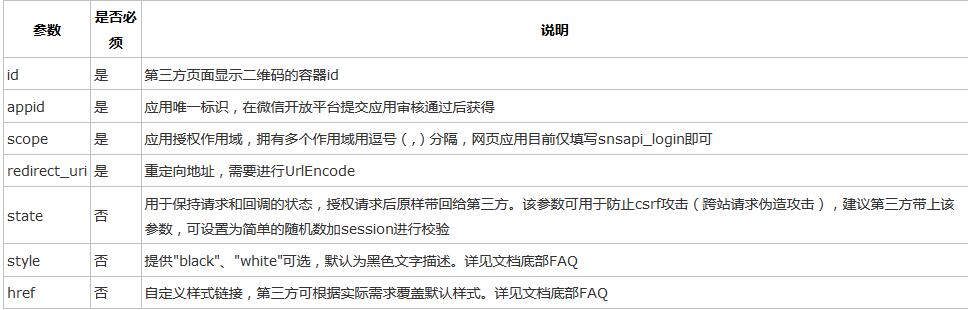 参数 是否必须 说明
id 是 第三方页面显示二维码的容器id
appid 是 应用唯一标识，在微信开放平台提交应用审核通过后获得
scope 是 应用授权作用域，拥有多个作用域用逗号（,）分隔，网页应用目前仅填写snsapi_login即可
redirect_uri 是 重定向地址，需要进行UrlEncode
state 否 用于保持请求和回调的状态，授权请求后原样带回给第三方。该参数可用于防止csrf攻击（跨站请求伪造攻击），建议第三方带上该
参数，可设置为简单的随机数加session进行校验
style 否 提供"black"、"white"可选，默认为黑色文字描述。详见文档底部FAQ
href 否 自定义样式链接，第三方可根据实际需求覆盖默认样式。详见文档底部FAQ